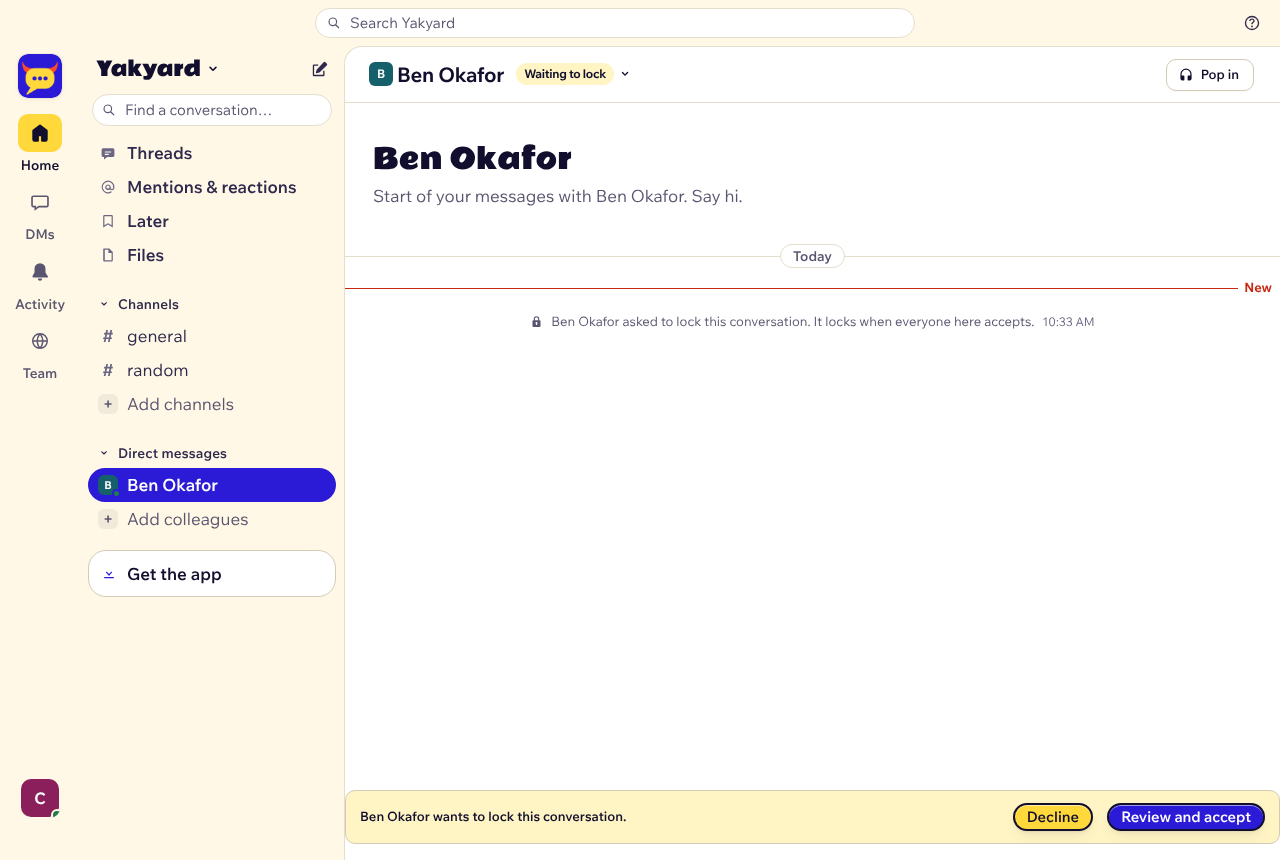 Search Yakyard
Yakyard
Find a conversation…
Home
DMs
Activity
Team
C
Threads
Mentions & reactions
Later
Files
Channels
# general
# random
+ Add channels
Direct messages
B Ben Okafor
+ Add colleagues
Get the app
B Ben Okafor Waiting to lock
Pop in
Ben Okafor
Start of your messages with Ben Okafor. Say hi.
Today
New
Ben Okafor asked to lock this conversation. It locks when everyone here accepts. 10:33 AM
Ben Okafor wants to lock this conversation.
Decline
Review and accept